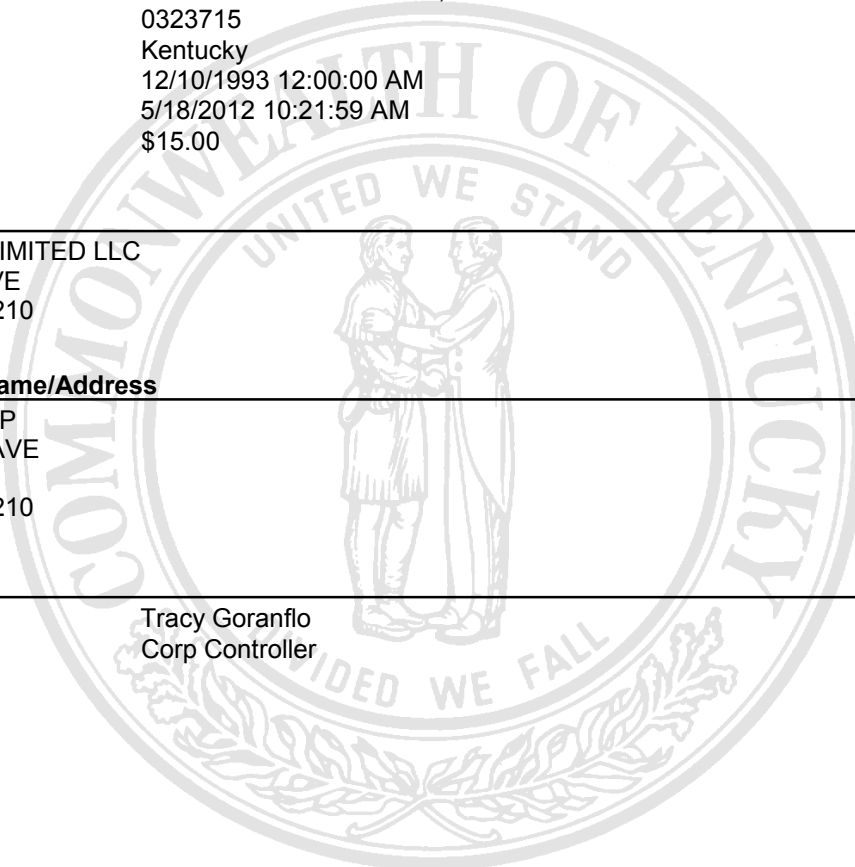 0323715
Kentucky
12/10/1993 12:00:00 AM
5/18/2012 10:21:59 AM
$15.00
COMMONWEALTH OF KENTUCKY
UNITED WE STAND
IMITED LLC
VE
210
ame/Address
P
AVE
210
Tracy Goranflo
Corp Controller
DIVIDED WE FALL